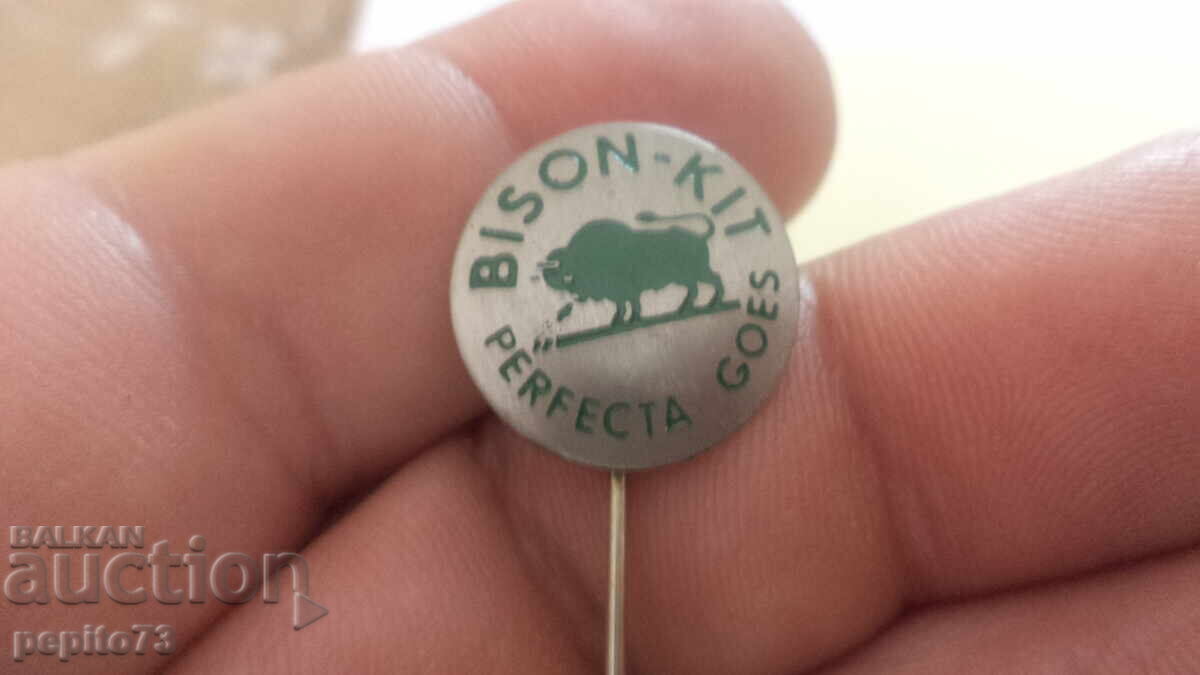 BISON-KIT
PERFECTA GOES
BALKAN
auction
pepito73